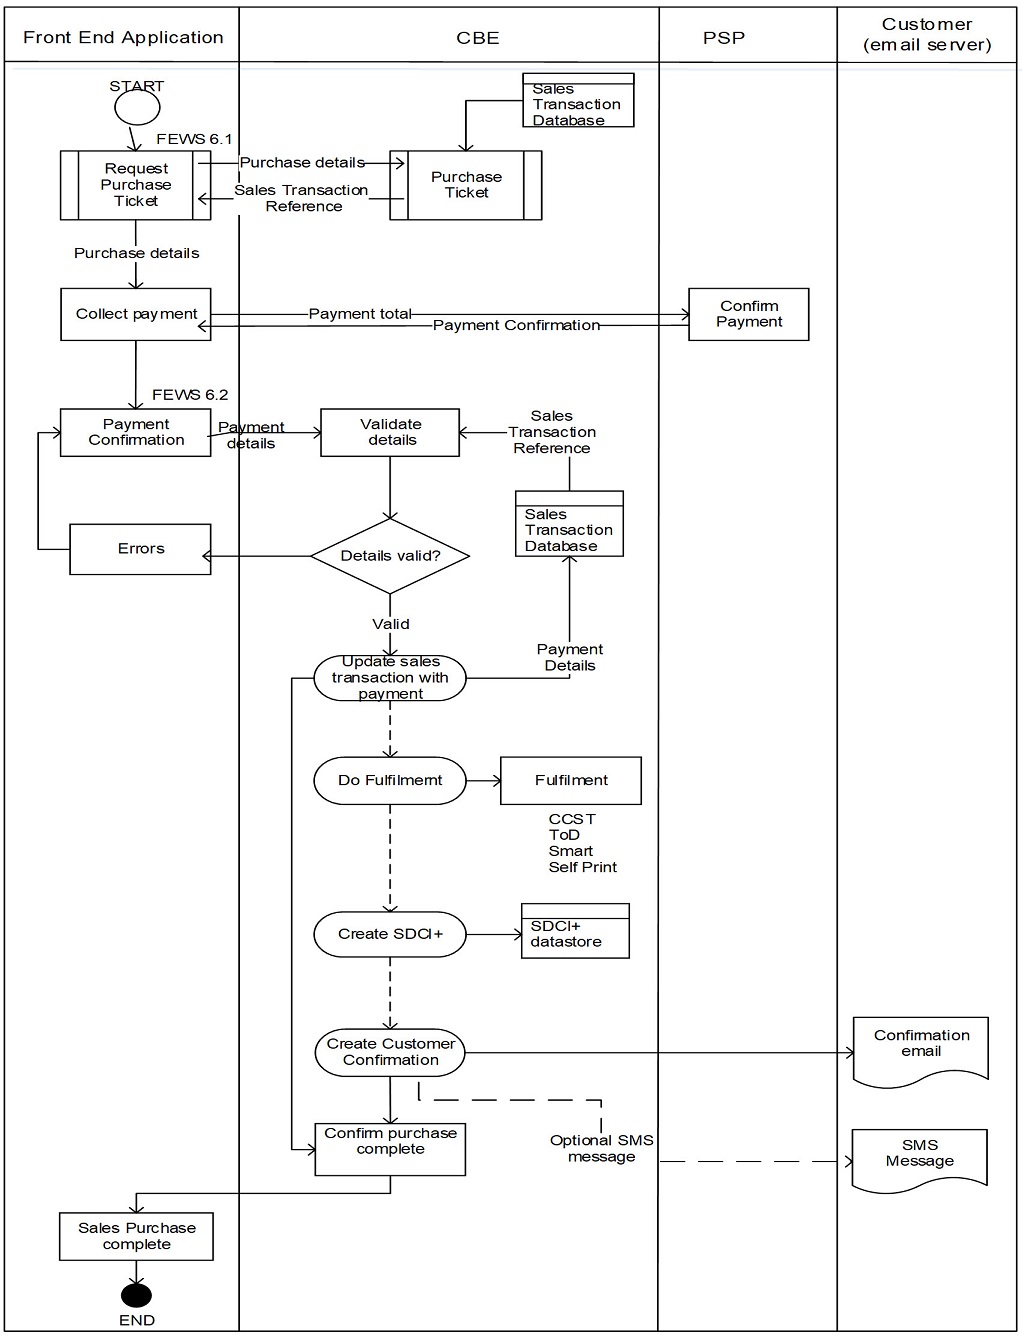 Front End Application
CBE
PSP
Customer
(email server)
START
Sales
Transaction
Database
FEWS 6.1
Request
Purchase
Ticket
Purchase details
Sales Transaction
Reference
Purchase
Ticket
Purchase details
Collect payment
Payment total
Payment Confirmation
Confirm
Payment
FEWS 6.2
Payment
Confirmation
Payment
details
Validate
details
Sales
Transaction
Reference
Sales
Transaction
Database
Errors
Details valid?
Valid
Payment
Details
Update sales
transaction with
payment
Do Fulfilmernt
Fulfilment
CCST
ToD
Smart
Self Print
Create SDCI+
SDCI+
datastore
Create Customer
Confirmation
Confirmation
email
Confirm purchase
complete
Optional SMS
message
SMS
Message
Sales Purchase
complete
END